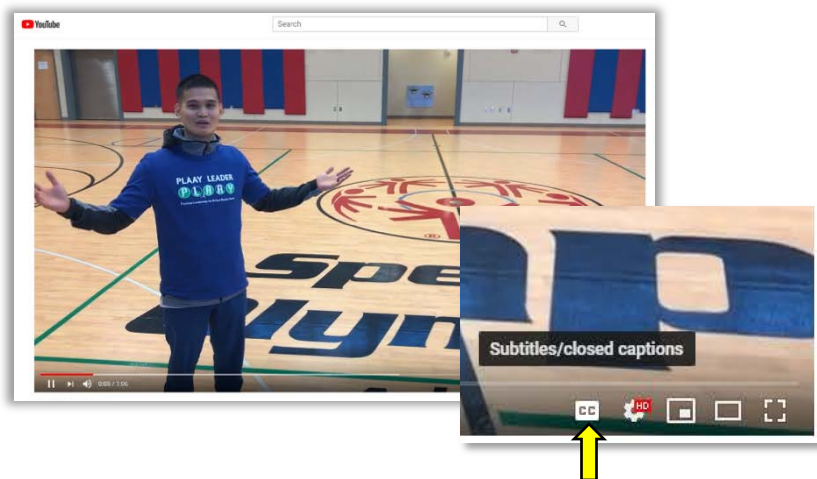 YouTube
Search
PLAAY LEADER
PLAAY
Spe
Olym
0:05 / 1:06
Subtitles/closed captions
CC
HD